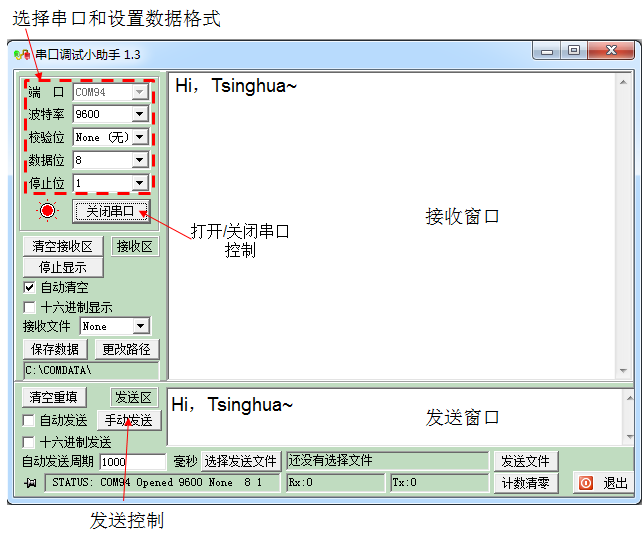 选择串口和设置数据格式
串口调试小助手 1.3
端 口 COM94
波特率 9600
校验位 None (无)
数据位 8
停止位 1
关闭串口
Hi，Tsinghua~
接收窗口
打开/关闭串口
控制
清空接收区 接收区
停止显示
自动清空
十六进制显示
接收文件 None
保存数据 更改路径
C:\COMDATA\
清空重填 发送区
自动发送 手动发送
十六进制发送
Hi，Tsinghua~
发送窗口
自动发送周期 1000 毫秒 选择发送文件 还没有选择文件 发送文件
STATUS: COM94 Opened 9600 None 8 1 Rx:0 Tx:0 计数清零 退出
发送控制